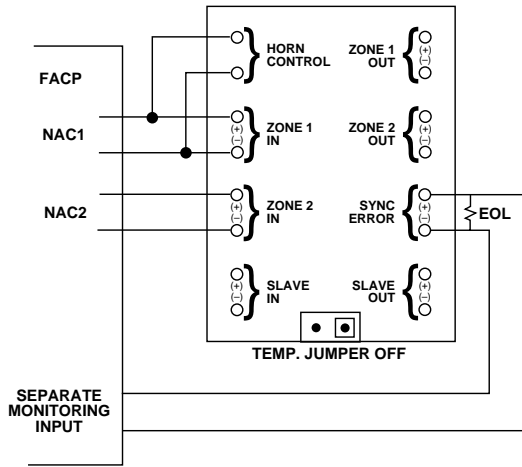 FACP
NAC1
NAC2
SEPARATE
MONITORING
INPUT
HORN
CONTROL
ZONE 1
OUT
(+)
(−)
(+)
(−)
ZONE 1
IN
ZONE 2
OUT
(+)
(−)
(+)
(−)
ZONE 2
IN
SYNC
ERROR
(+)
(−)
EOL
(+)
(−)
SLAVE
IN
SLAVE
OUT
(+)
(−)
TEMP. JUMPER OFF